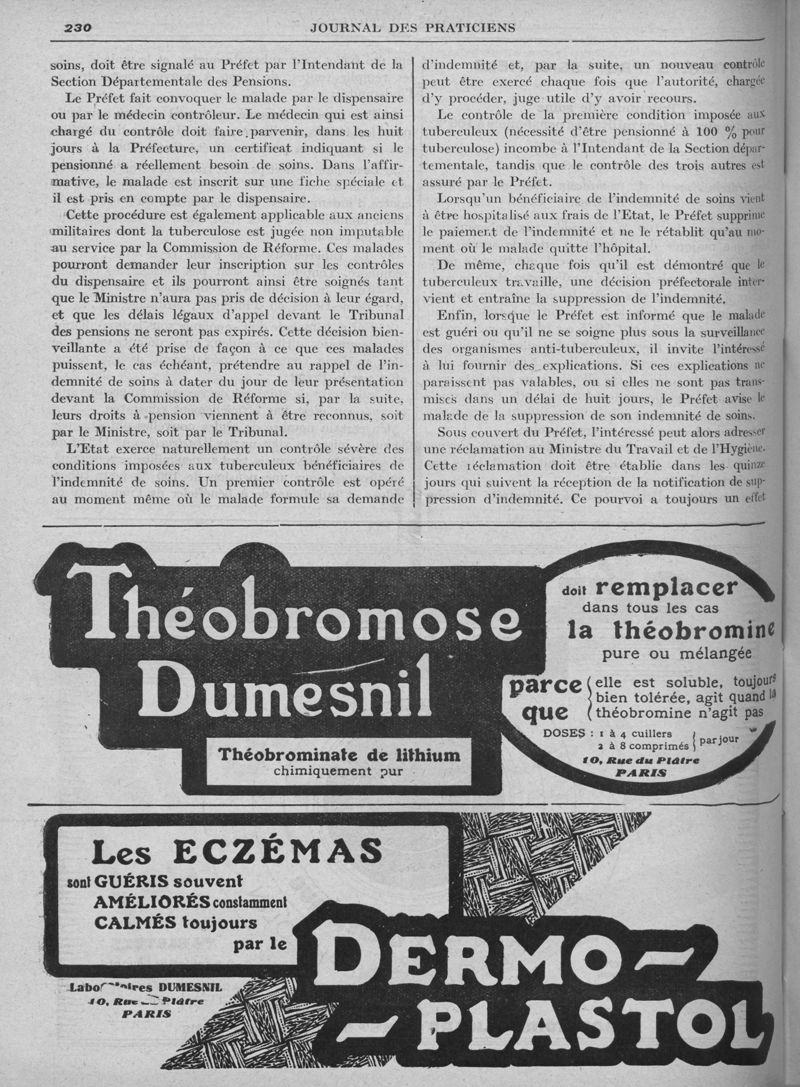 230
JOURNAL DES PRATICIENS
soins, doit être signalé au Préfet par l'Intendant de la
Section Départementale des Pensions.
Le Préfet fait convoquer le malade par le dispensaire
ou par le médecin contrôleur. Le médecin qui est ainsi
chargé du contrôle doit faire parvenir, dans les huit
jours à la Préfecture, un certificat indiquant si le
pensionné a réellement besoin de soins. Dans l'affir-
mative, le malade est inscrit sur une fiche spéciale et
il est pris en compte par le dispensaire.
Cette procédure est également applicable aux anciens
militaires dont la tuberculose est jugée non imputable
au service par la Commission de Réforme. Ces malades
pourront demander leur inscription sur les contrôles
du dispensaire et ils pourront ainsi être soignés tant
que le Ministre n'aura pas pris de décision à leur égard,
et que les délais légaux d'appel devant le Tribunal
des pensions ne seront pas expirés. Cette décision bien-
veillante a été prise de façon à ce que ces malades
puissent, le cas échéant, prétendre au rappel de l'in-
demnité de soins à dater du jour de leur présentation
devant la Commission de Réforme si, par la suite,
leurs droits à pension viennent à être reconnus, soit
par le Ministre, soit par le Tribunal.
L'Etat exerce naturellement un contrôle sévère des
conditions imposées aux tuberculeux bénéficiaires de
l'indemnité de soins. Un premier contrôle est opéré
au moment même où le malade formule sa demande
d'indemnité et, par la suite, un nouveau contrôle
peut être exercé chaque fois que l'autorité, chargée
d'y procéder, juge utile d'y avoir recours.
Le contrôle de la première condition imposée aux
tuberculeux (nécessité d'être pensionné à 100 % pour
tuberculose) incombe à l'Intendant de la Section dépar-
tementale, tandis que le contrôle des trois autres est
assuré par le Préfet.
Lorsqu'un bénéficiaire de l'indemnité de soins vient
à être hospitalisé aux frais de l'Etat, le Préfet supprime
le paiement de l'indemnité et ne le rétablit qu'au mo-
ment où le malade quitte l'hôpital.
De même, chaque fois qu'il est démontré que le
tuberculeux travaille, une décision préfectorale inter-
vient et entraîne la suppression de l'indemnité.
Enfin, lorsque le Préfet est informé que le malade
est guéri ou qu'il ne se soigne plus sous la surveillance
des organismes anti-tuberculeux, il invite l'intéressé
à lui fournir des explications. Si ces explications ne
paraissent pas valables, ou si elles ne sont pas trans-
mises dans un délai de huit jours, le Préfet avise le
malade de la suppression de son indemnité de soins.
Sous couvert du Préfet, l'intéressé peut alors adresser
une réclamation au Ministre du Travail et de l'Hygiène.
Cette réclamation doit être établie dans les quinze
jours qui suivent la réception de la notification de sup-
pression d'indemnité. Ce pourvoi a toujours un effet
Théobromose
Dumesnil
Théobrominate de lithium
chimiquement pur
doit remplacer
dans tous les cas
la théobromine
pure ou mélangée
parce que
elle est soluble, toujours
bien tolérée, agit quand la
théobromine n'agit pas
DOSES : 1 à 4 cuillers
2 à 8 comprimés
par jour
10, Rue du Plâtre
PARIS
Les ECZÉMAS
sont GUÉRIS souvent
AMÉLIORÉS constamment
CALMÉS toujours
par le
DERMO-
-PLASTOL
Laboratoires DUMESNIL
10, Rue Plâtre
PARIS